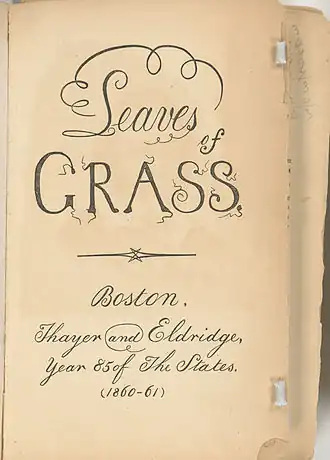 Leaves
of
GRASS.
Boston,
Thayer and Eldridge,
Year 85 of The States.
(1860-61)